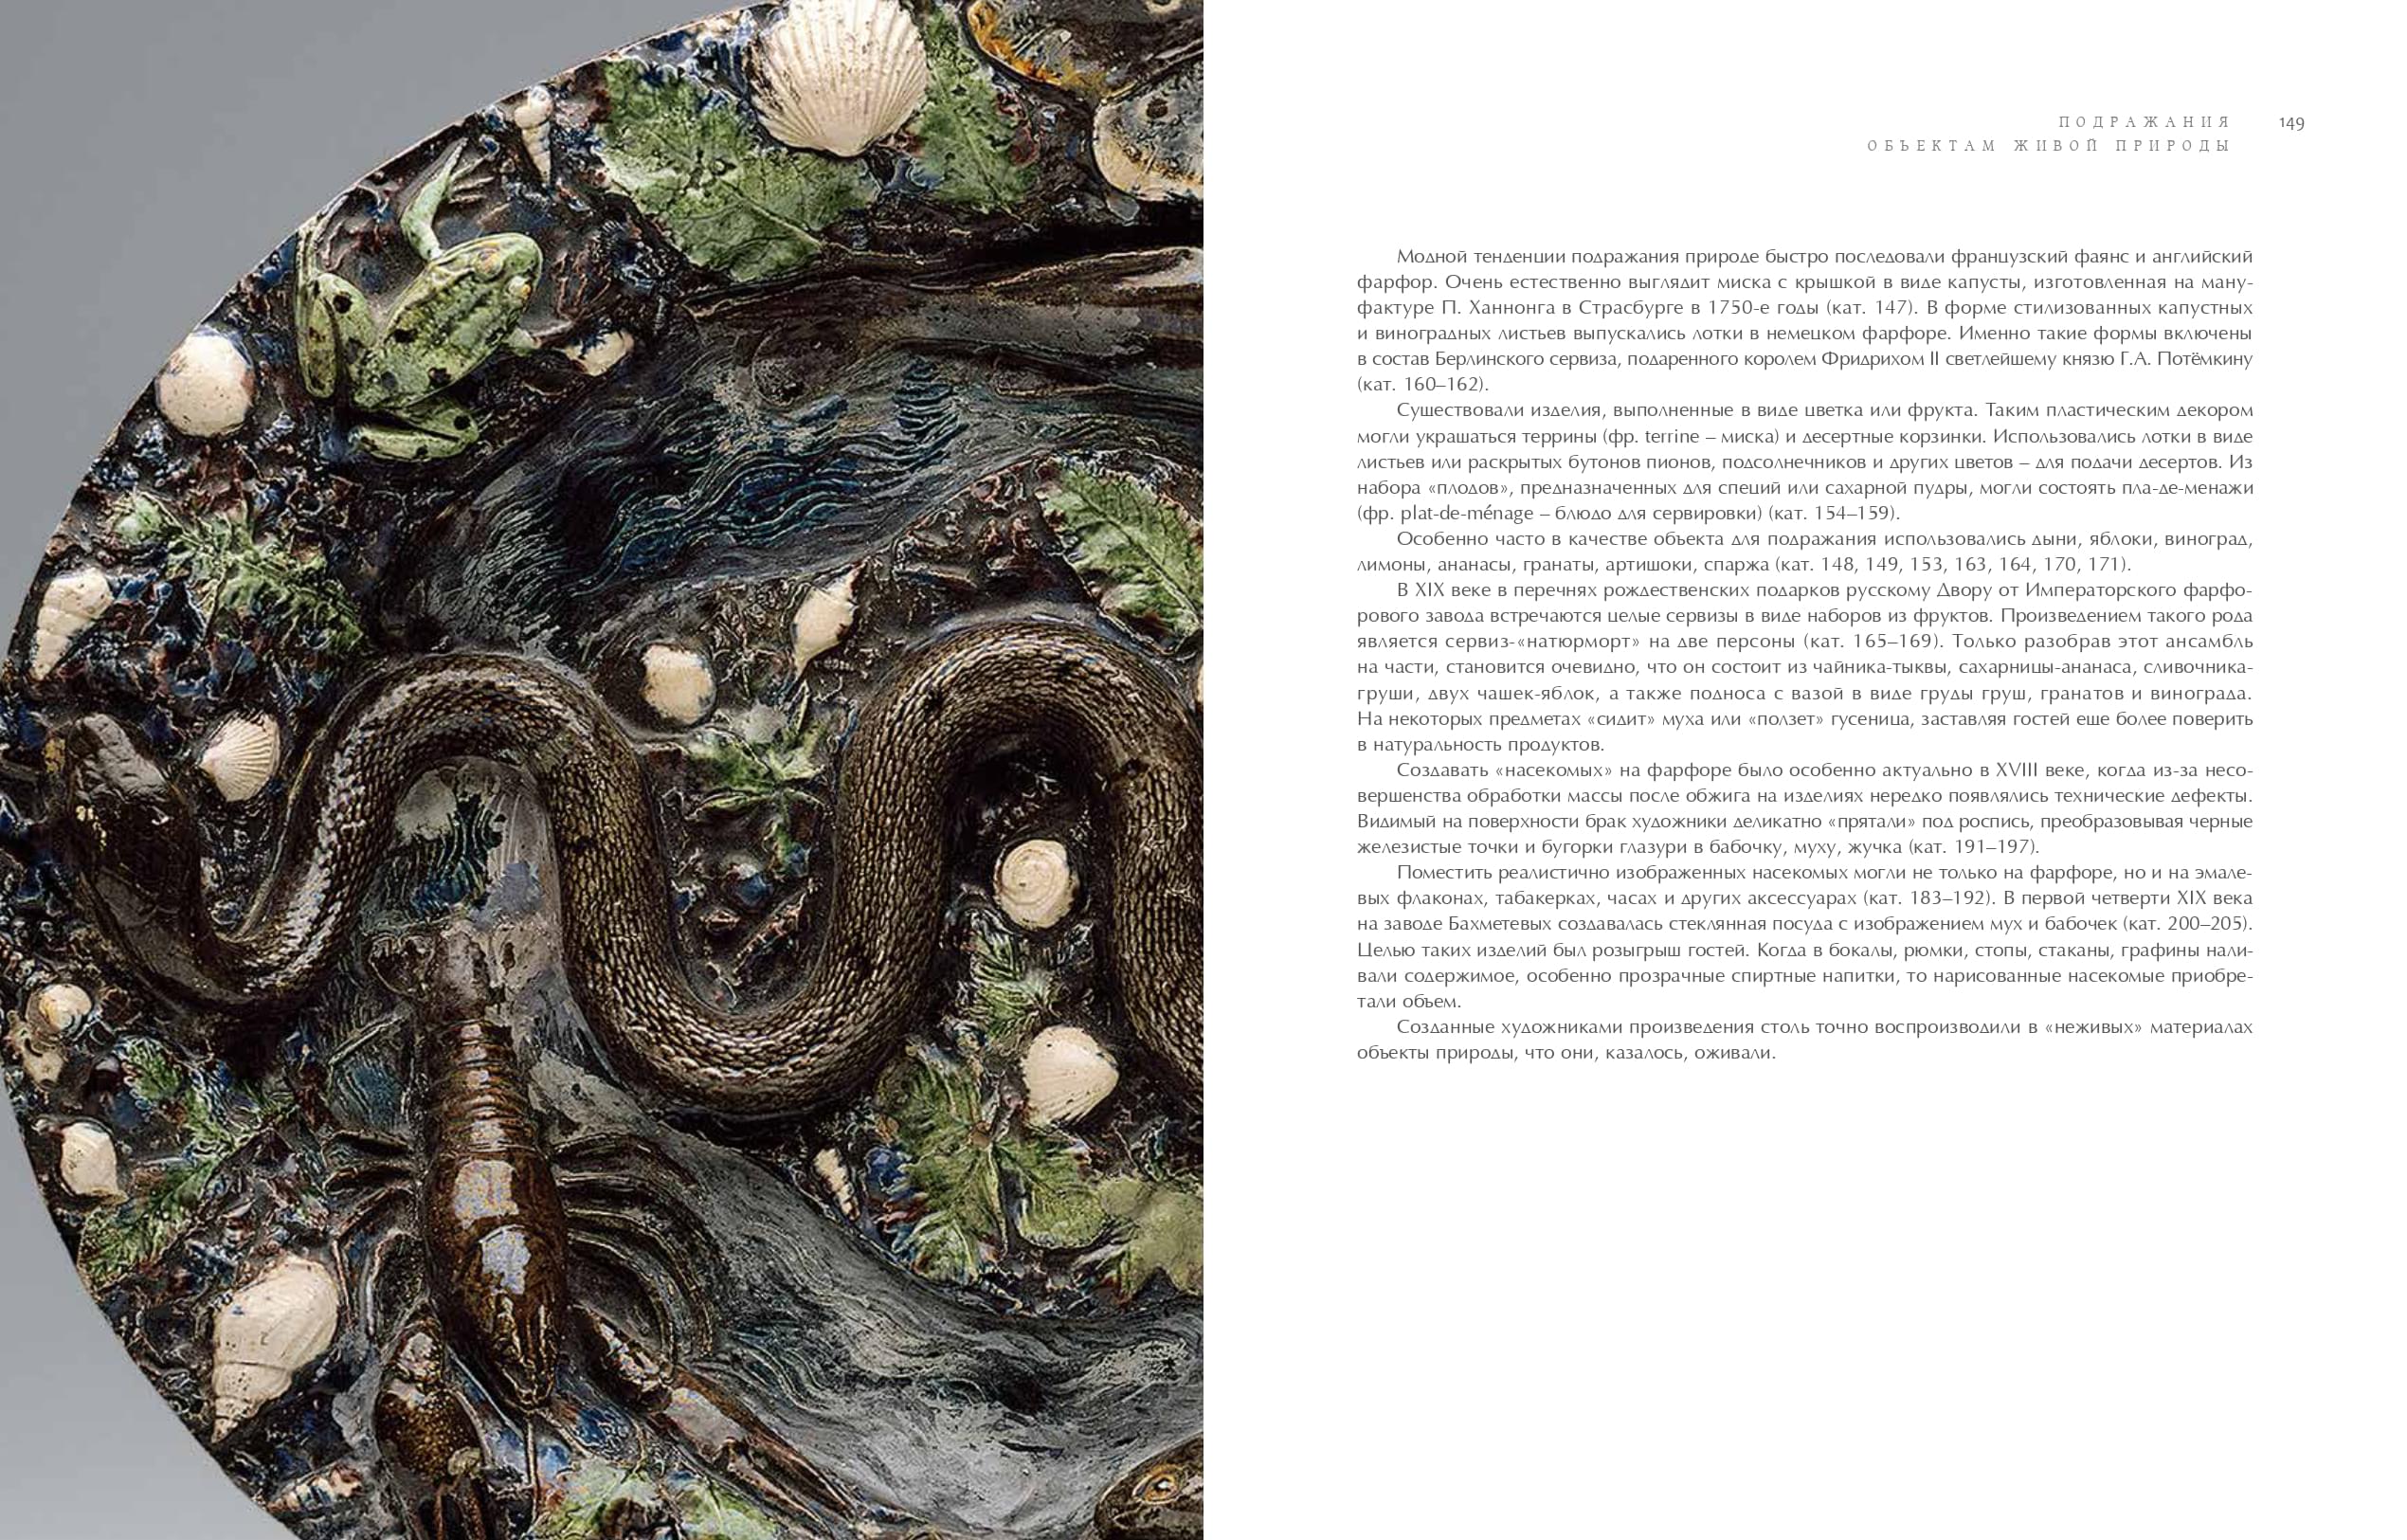 ПОДРАЖАНИЯ
ОБЪЕКТАМ ЖИВОЙ ПРИРОДЫ
149
Модной тенденции подражания природе быстро последовали французский фаянс и английский
фарфор. Очень естественно выглядит миска с крышкой в виде капусты, изготовленная на ману-
фактуре П. Ханнонга в Страсбурге в 1750-е годы (кат. 147). В форме стилизованных капустных
и виноградных листьев выпускались лотки в немецком фарфоре. Именно такие формы включены
в состав Берлинского сервиза, подаренного королем Фридрихом II светлейшему князю Г.А. Потёмкину
(кат. 160–162).
Существовали изделия, выполненные в виде цветка или фрукта. Таким пластическим декором
могли украшаться террины (фр. terrine – миска) и десертные корзинки. Использовались лотки в виде
листьев или раскрытых бутонов пионов, подсолнечников и других цветов – для подачи десертов. Из
набора «плодов», предназначенных для специй или сахарной пудры, могли состоять пла-де-менажи
(фр. plat-de-ménage – блюдо для сервировки) (кат. 154–159).
Особенно часто в качестве объекта для подражания использовались дыни, яблоки, виноград,
лимоны, ананасы, гранаты, артишоки, спаржа (кат. 148, 149, 153, 163, 164, 170, 171).
В XIX веке в перечнях рождественских подарков русскому Двору от Императорского фарфо-
рового завода встречаются целые сервизы в виде наборов из фруктов. Произведением такого рода
является сервиз-«натюрморт» на две персоны (кат. 165–169). Только разобрав этот ансамбль
на части, становится очевидно, что он состоит из чайника-тыквы, сахарницы-ананаса, сливочника-
груши, двух чашек-яблок, а также подноса с вазой в виде груды груш, гранатов и винограда.
На некоторых предметах «сидит» муха или «ползет» гусеница, заставляя гостей еще более поверить
в натуральность продуктов.
Создавать «насекомых» на фарфоре было особенно актуально в XVIII веке, когда из-за несо-
вершенства обработки массы после обжига на изделиях нередко появлялись технические дефекты.
Видимый на поверхности брак художники деликатно «прятали» под роспись, преобразовывая черные
железистые точки и бугорки глазури в бабочку, муху, жучка (кат. 191–197).
Поместить реалистично изображенных насекомых могли не только на фарфоре, но и на эмале-
вых флаконах, табакерках, часах и других аксессуарах (кат. 183–192). В первой четверти XIX века
на заводе Бахметевых создавалась стеклянная посуда с изображением мух и бабочек (кат. 200–205).
Целью таких изделий был розыгрыш гостей. Когда в бокалы, рюмки, стопы, стаканы, графины нали-
вали содержимое, особенно прозрачные спиртные напитки, то нарисованные насекомые приобре-
тали объем.
Созданные художниками произведения столь точно воспроизводили в «неживых» материалах
объекты природы, что они, казалось, оживали.